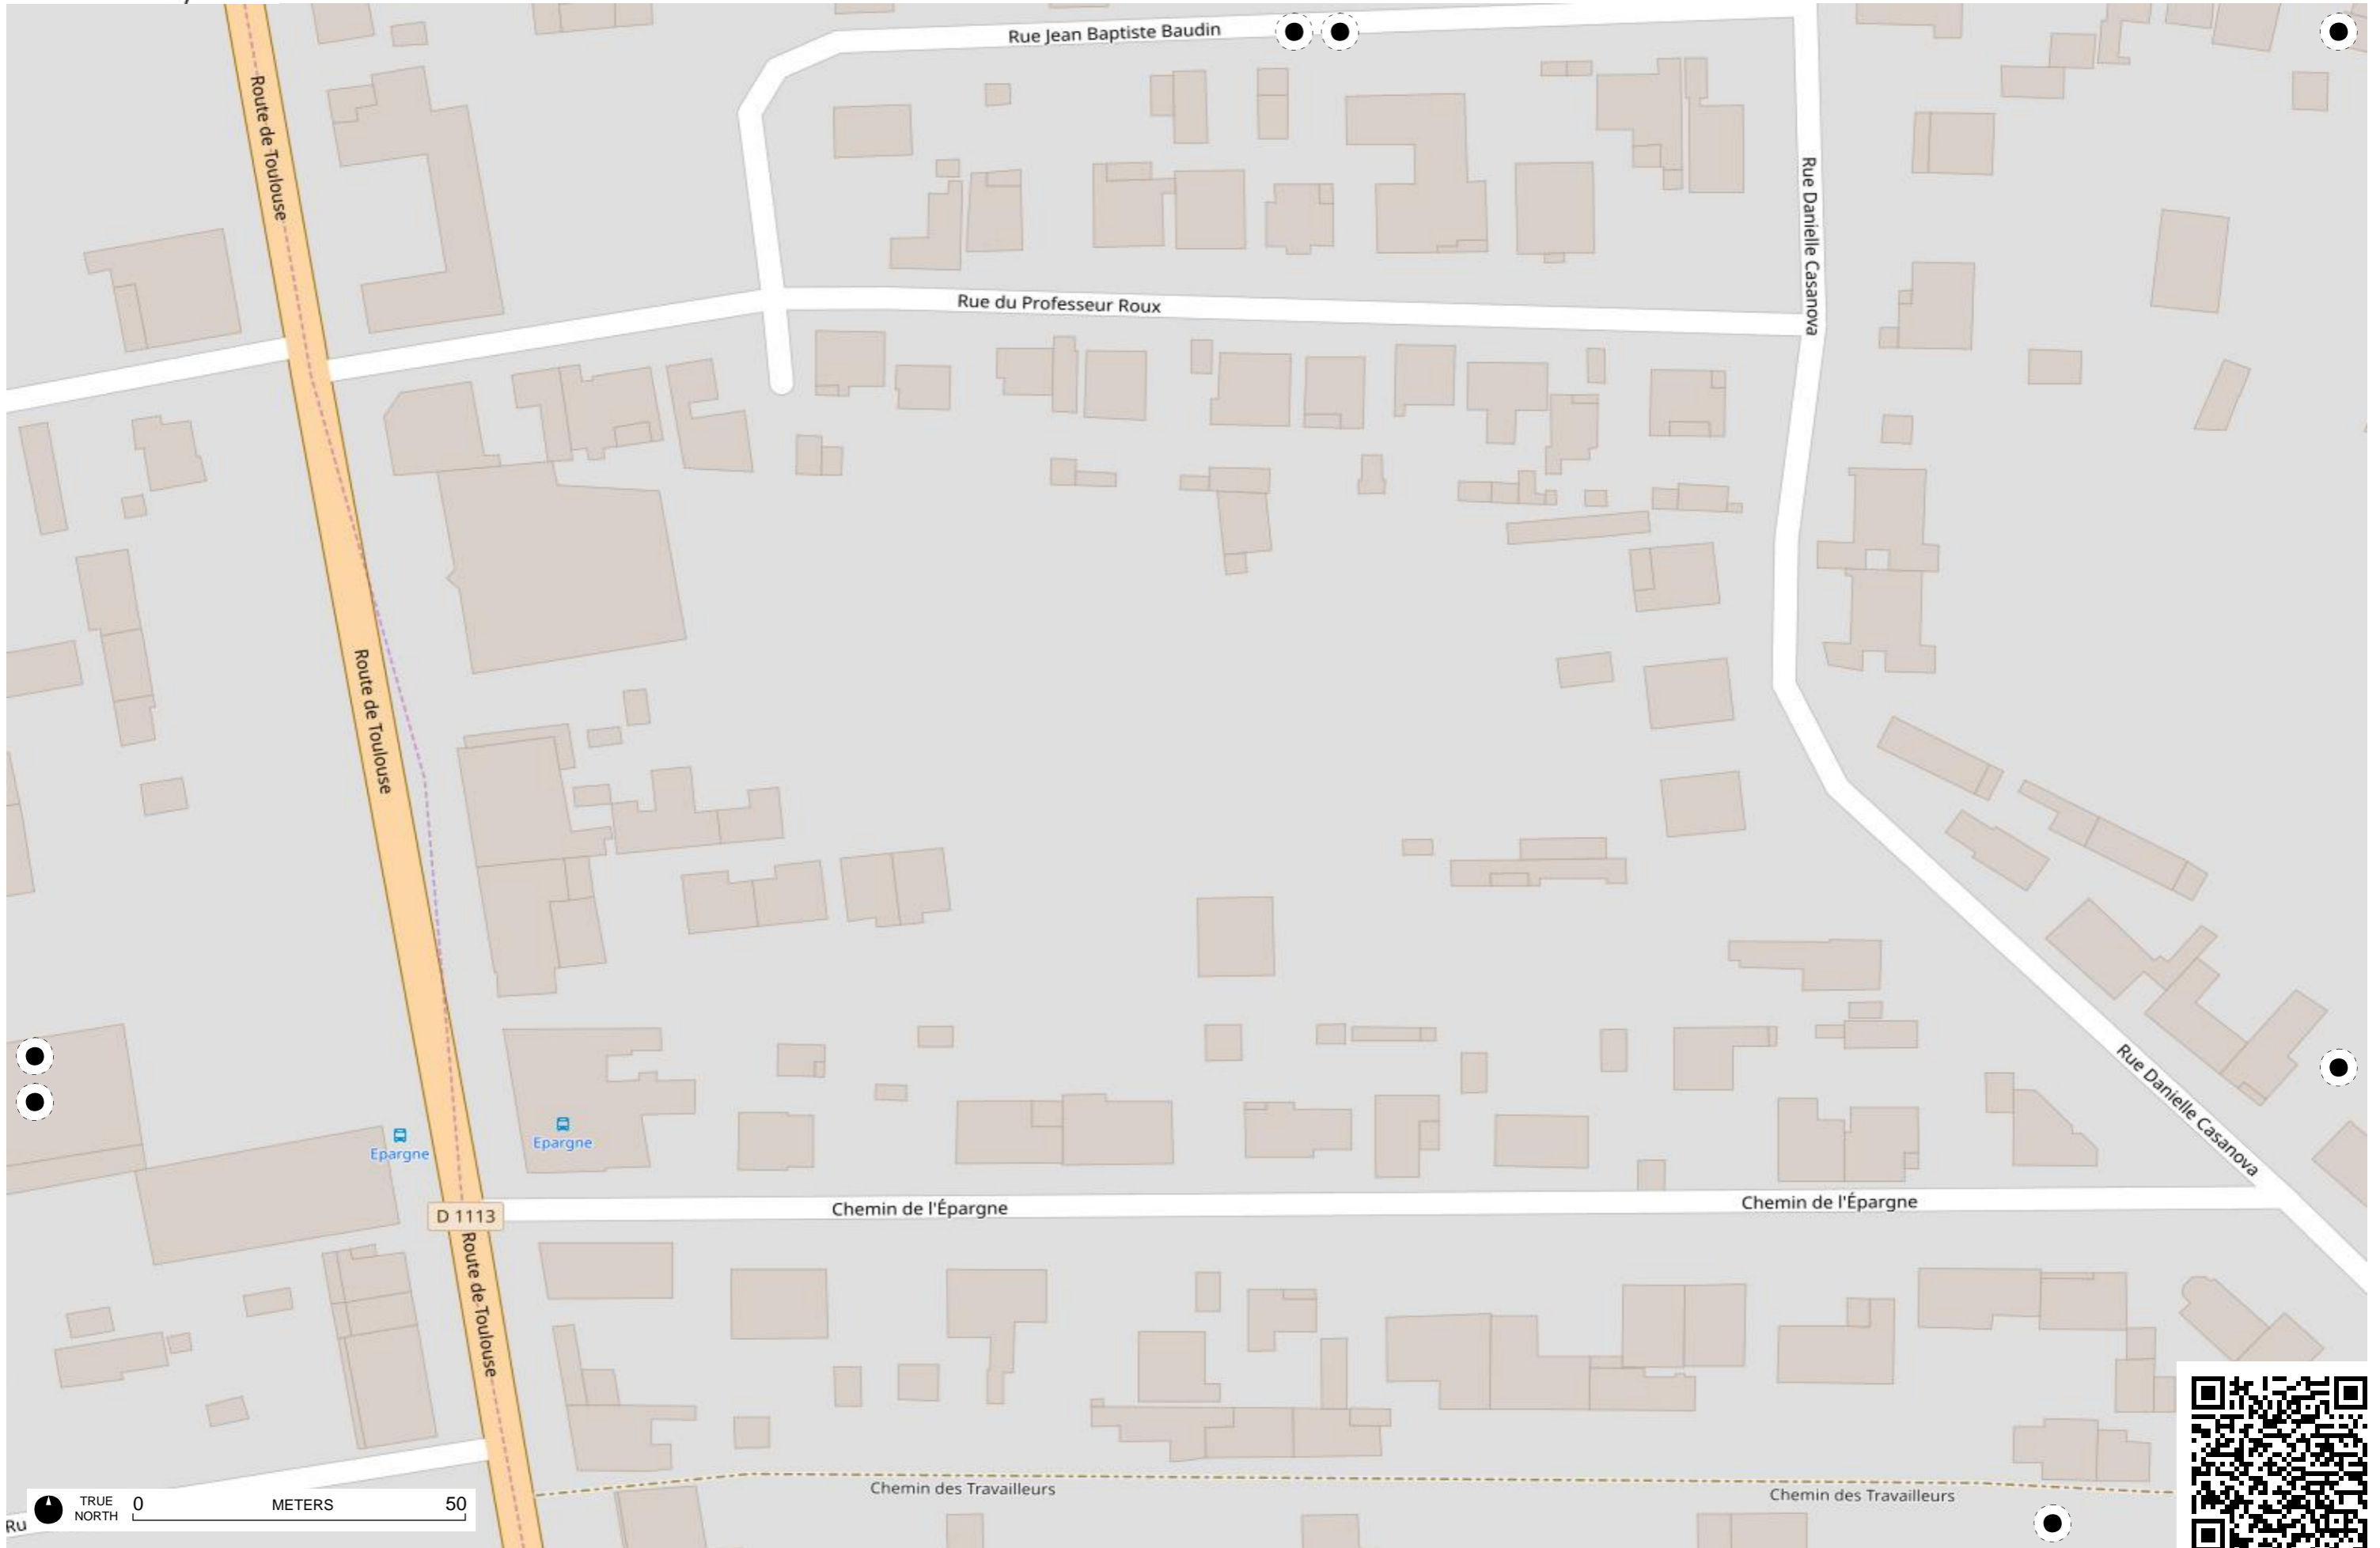 Rue Jean Baptiste Baudin
Route de Toulouse
Rue Danielle Casanova
Rue du Professeur Roux
Route de Toulouse
Rue Danielle Casanova
Epargne
Epargne
Chemin de l'Épargne
Chemin de l'Épargne
D 1113
Route de Toulouse
Chemin des Travailleurs
Chemin des Travailleurs
TRUE
NORTH
0 METERS 50
Ru